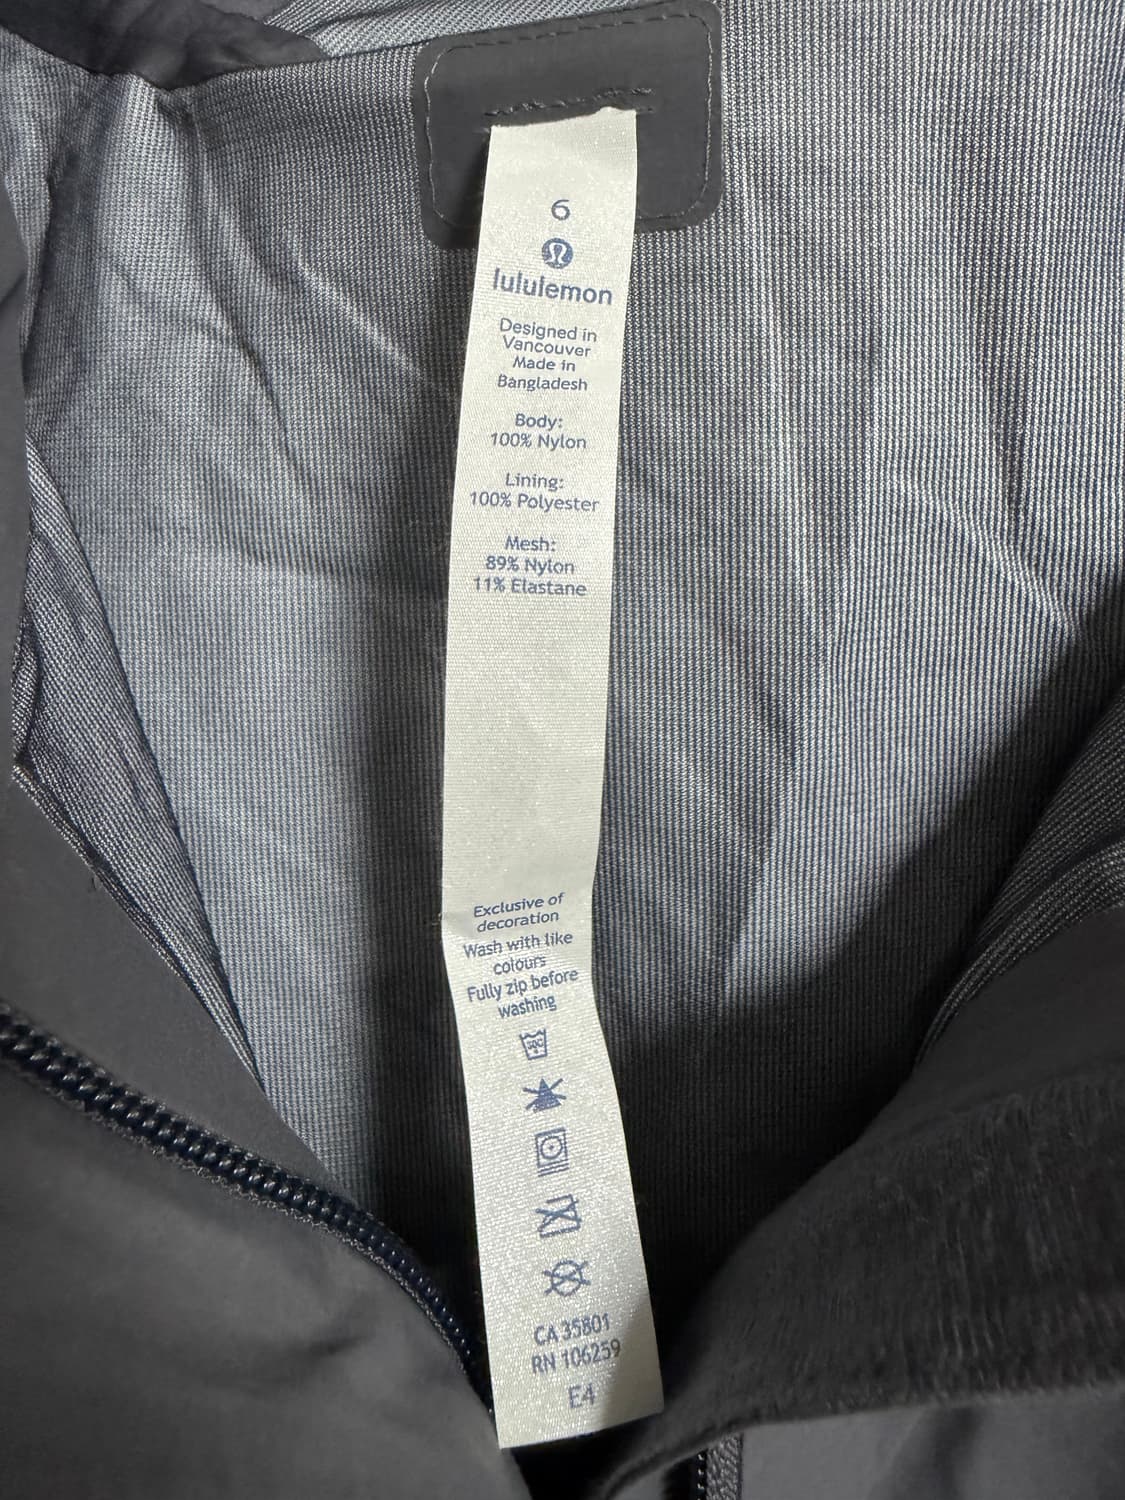 6
lululemon
Designed in
Vancouver
Made in
Bangladesh
Body:
100% Nylon
Lining:
100% Polyester
Mesh:
89% Nylon
11% Elastane
Exclusive of
decoration
Wash with like
colours
Fully zip before
washing
30C
CA 35801
RN 106259
E4